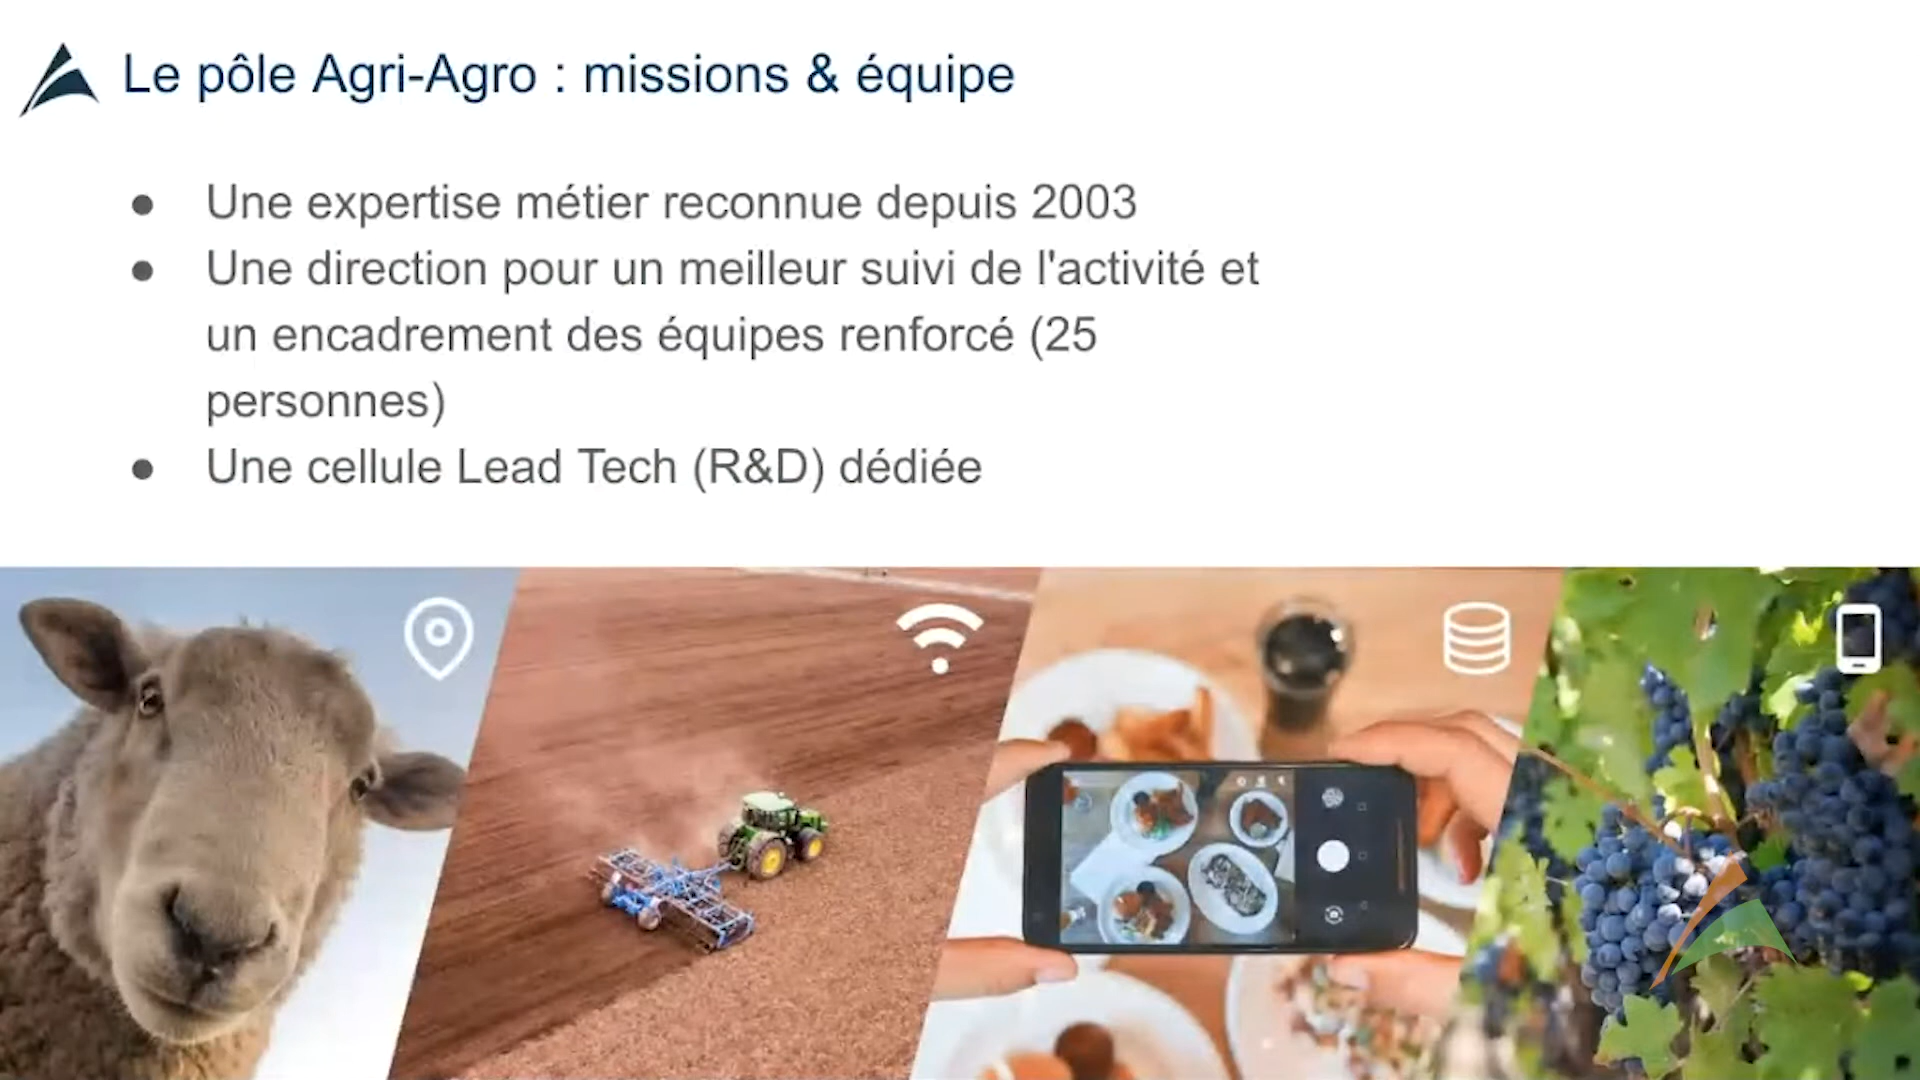 Le pôle Agri-Agro : missions & équipe
● Une expertise métier reconnue depuis 2003
● Une direction pour un meilleur suivi de l'activité et
un encadrement des équipes renforcé (25
personnes)
● Une cellule Lead Tech (R&D) dédiée